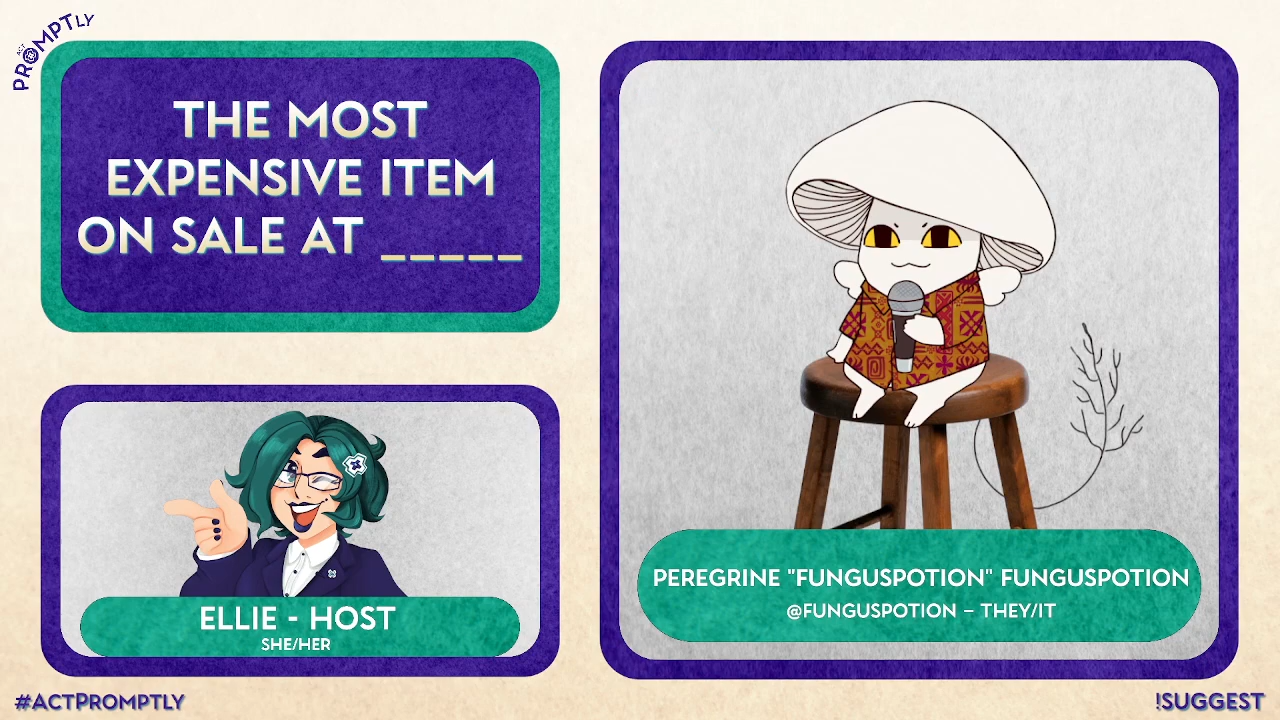 ACT
PROMPTLY
THE MOST
EXPENSIVE ITEM
ON SALE AT _____
ELLIE - HOST
SHE/HER
PEREGRINE "FUNGUSPOTION" FUNGUSPOTION
@FUNGUSPOTION – THEY/IT
#ACTPROMPTLY
!SUGGEST